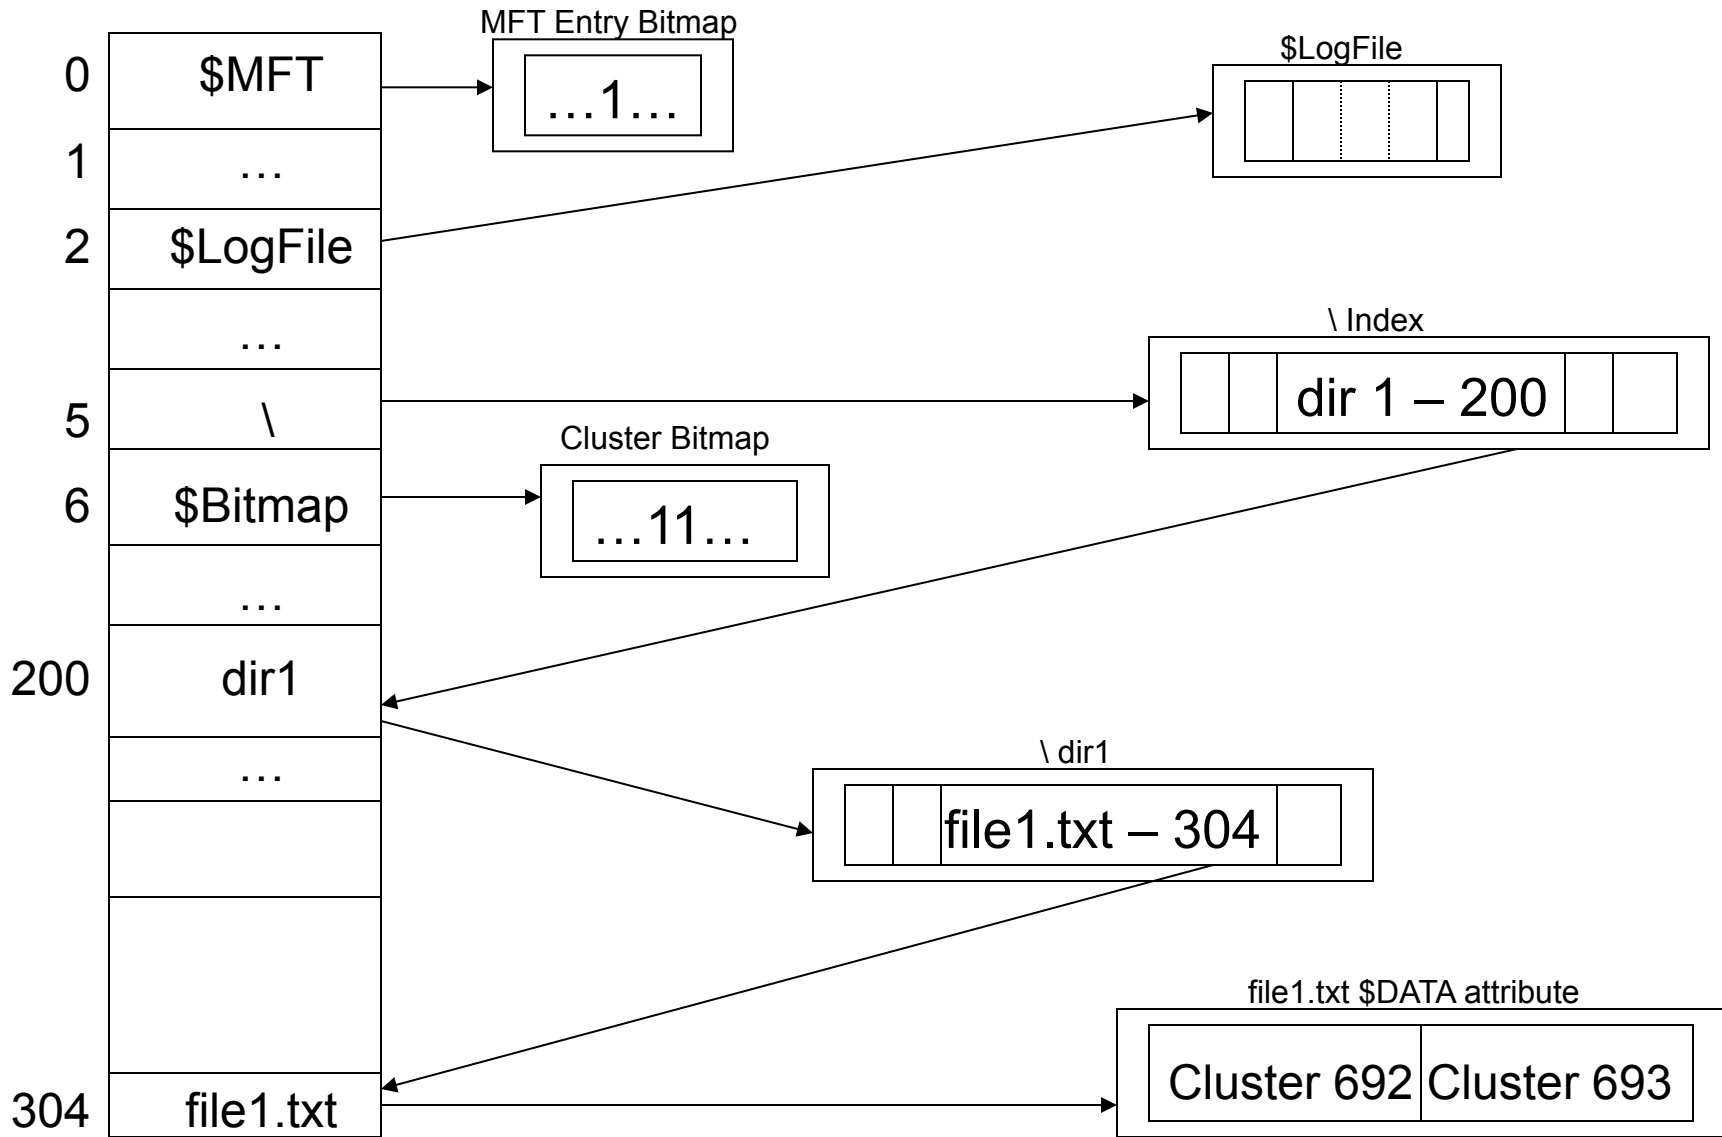 MFT Entry Bitmap
0 $MFT
…1…
$LogFile
1 …
2 $LogFile
…
\ Index
dir 1 – 200
5 \
Cluster Bitmap
6 $Bitmap
…11…
…
200 dir1
…
\ dir1
file1.txt – 304
file1.txt $DATA attribute
Cluster 692 Cluster 693
304 file1.txt